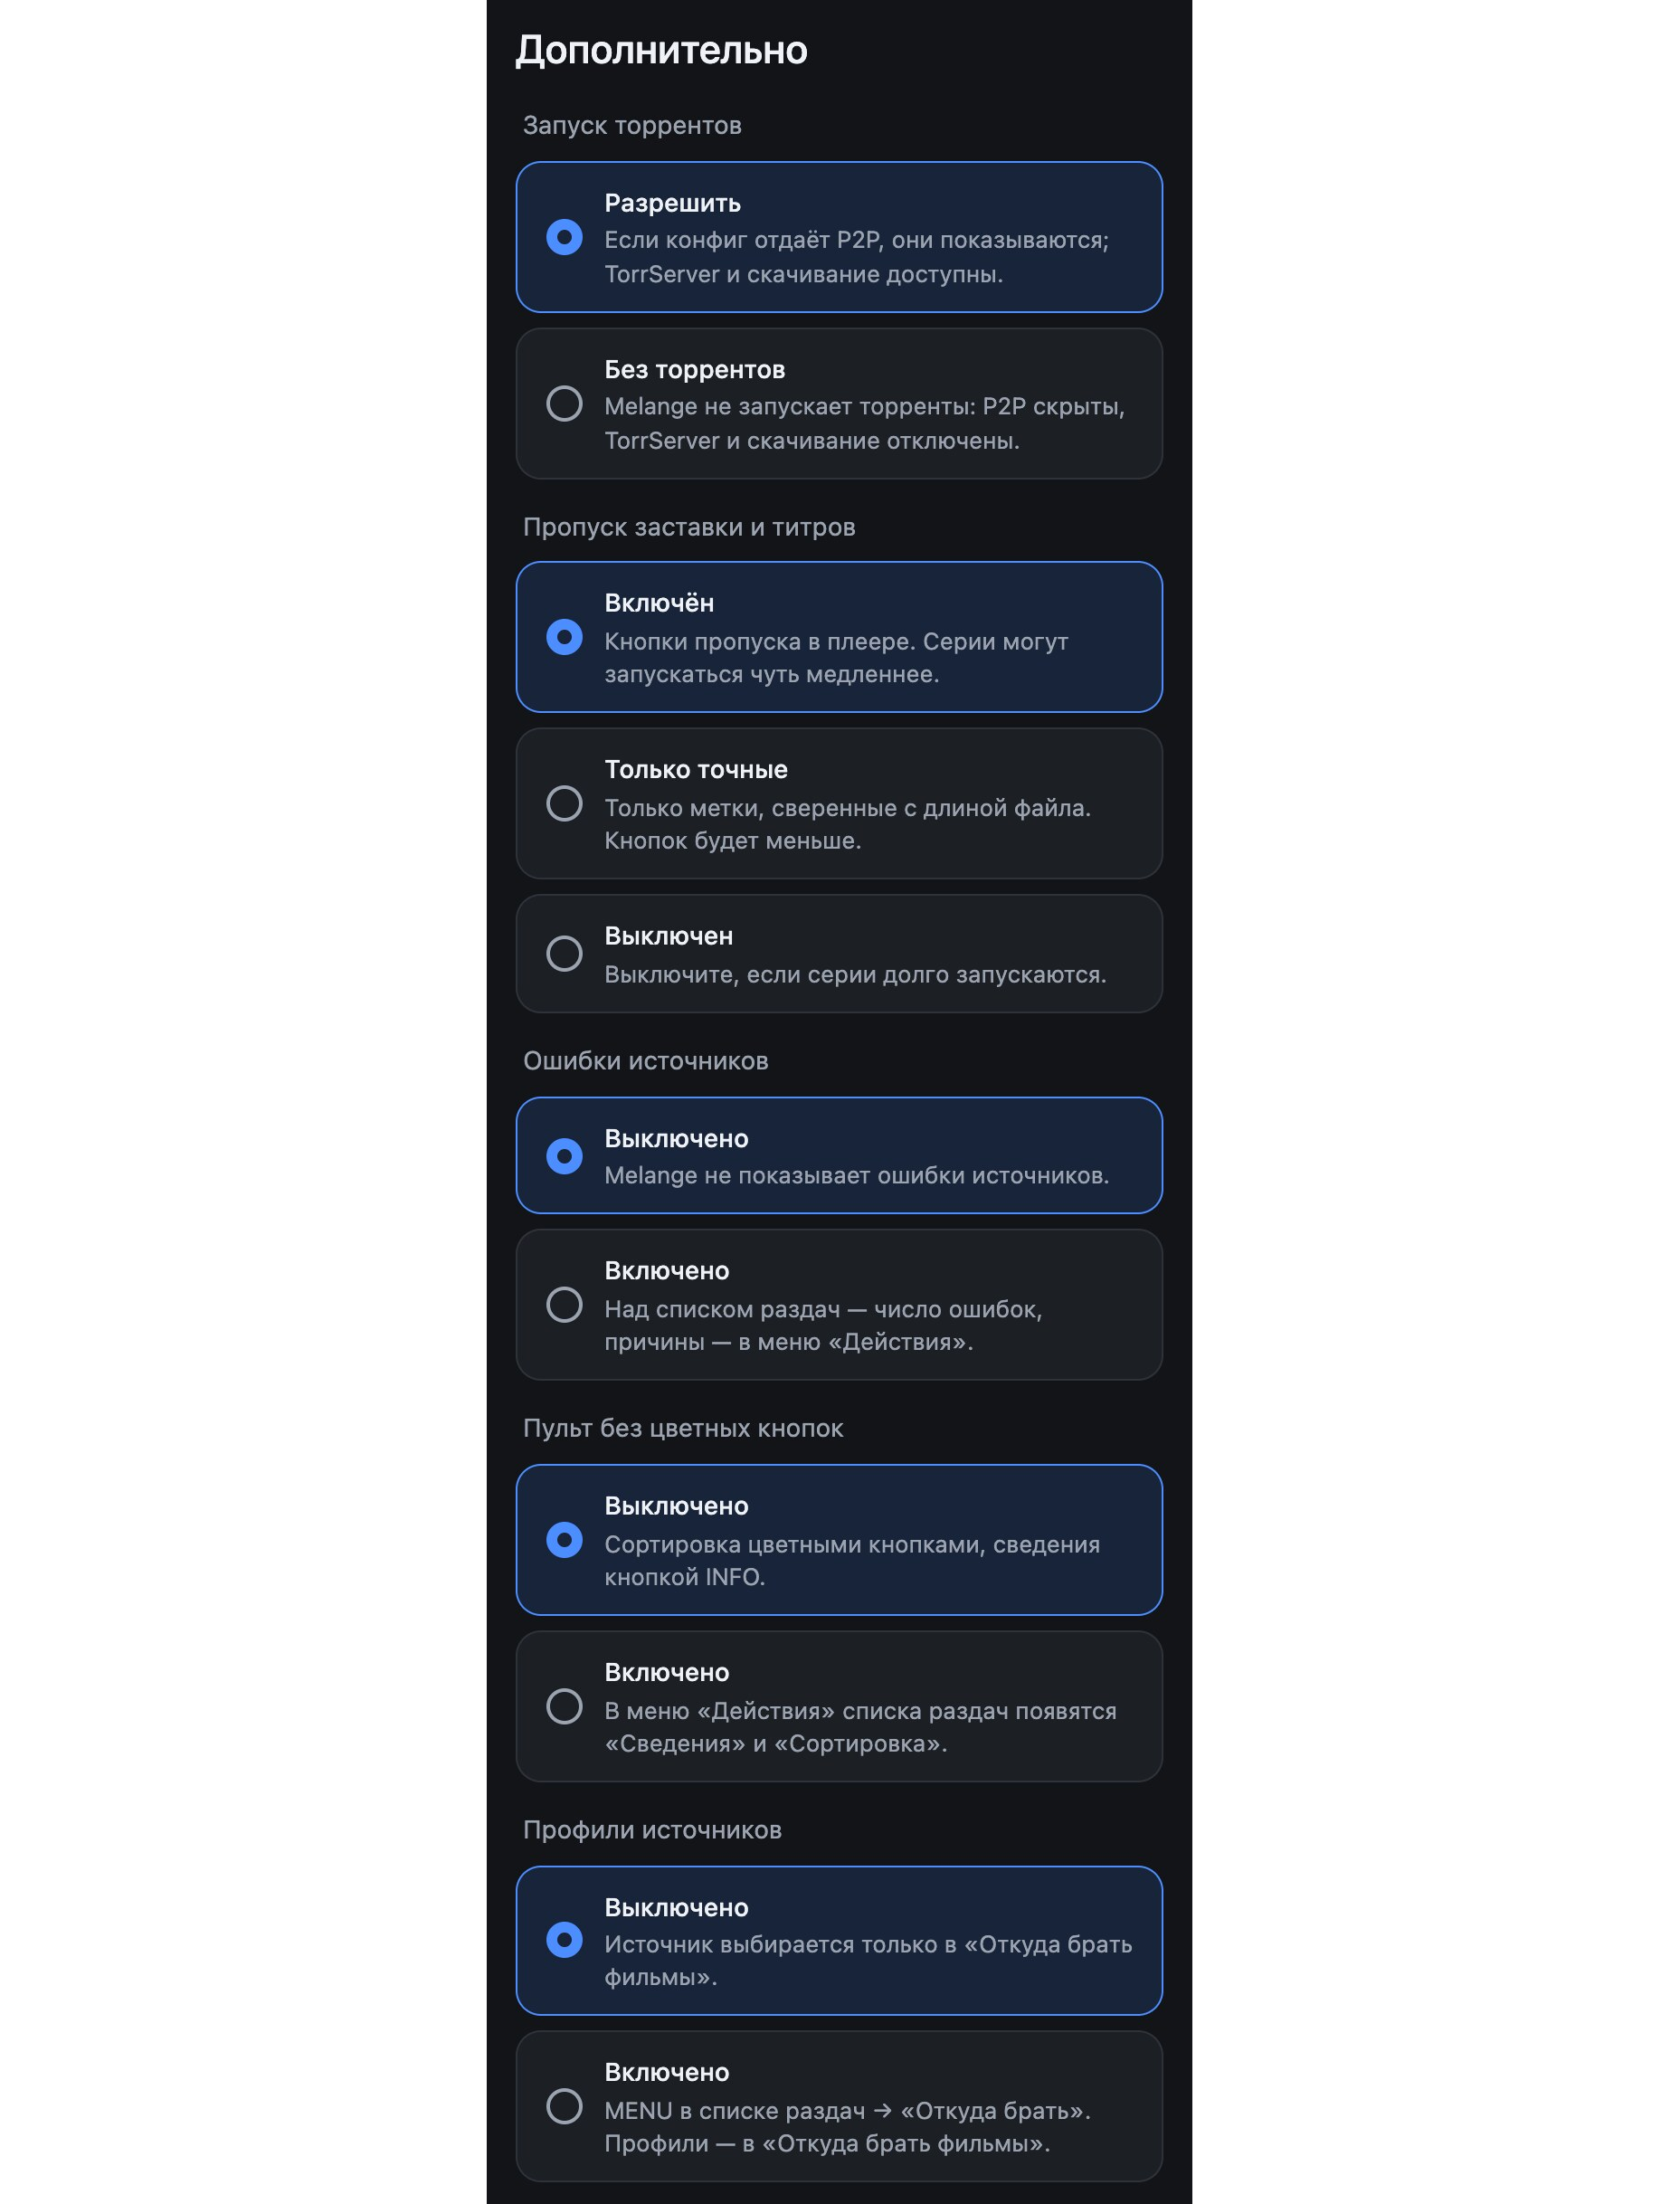 Дополнительно
Запуск торрентов
Разрешить
Если конфиг отдаёт P2P, они показываются;
TorrServer и скачивание доступны.
Без торрентов
Melange не запускает торренты: P2P скрыты,
TorrServer и скачивание отключены.
Пропуск заставки и титров
Включён
Кнопки пропуска в плеере. Серии могут
запускаться чуть медленнее.
Только точные
Только метки, сверенные с длиной файла.
Кнопок будет меньше.
Выключен
Выключите, если серии долго запускаются.
Ошибки источников
Выключено
Melange не показывает ошибки источников.
Включено
Над списком раздач — число ошибок,
причины — в меню «Действия».
Пульт без цветных кнопок
Выключено
Сортировка цветными кнопками, сведения
кнопкой INFO.
Включено
В меню «Действия» списка раздач появятся
«Сведения» и «Сортировка».
Профили источников
Выключено
Источник выбирается только в «Откуда брать
фильмы».
Включено
MENU в списке раздач → «Откуда брать».
Профили — в «Откуда брать фильмы».